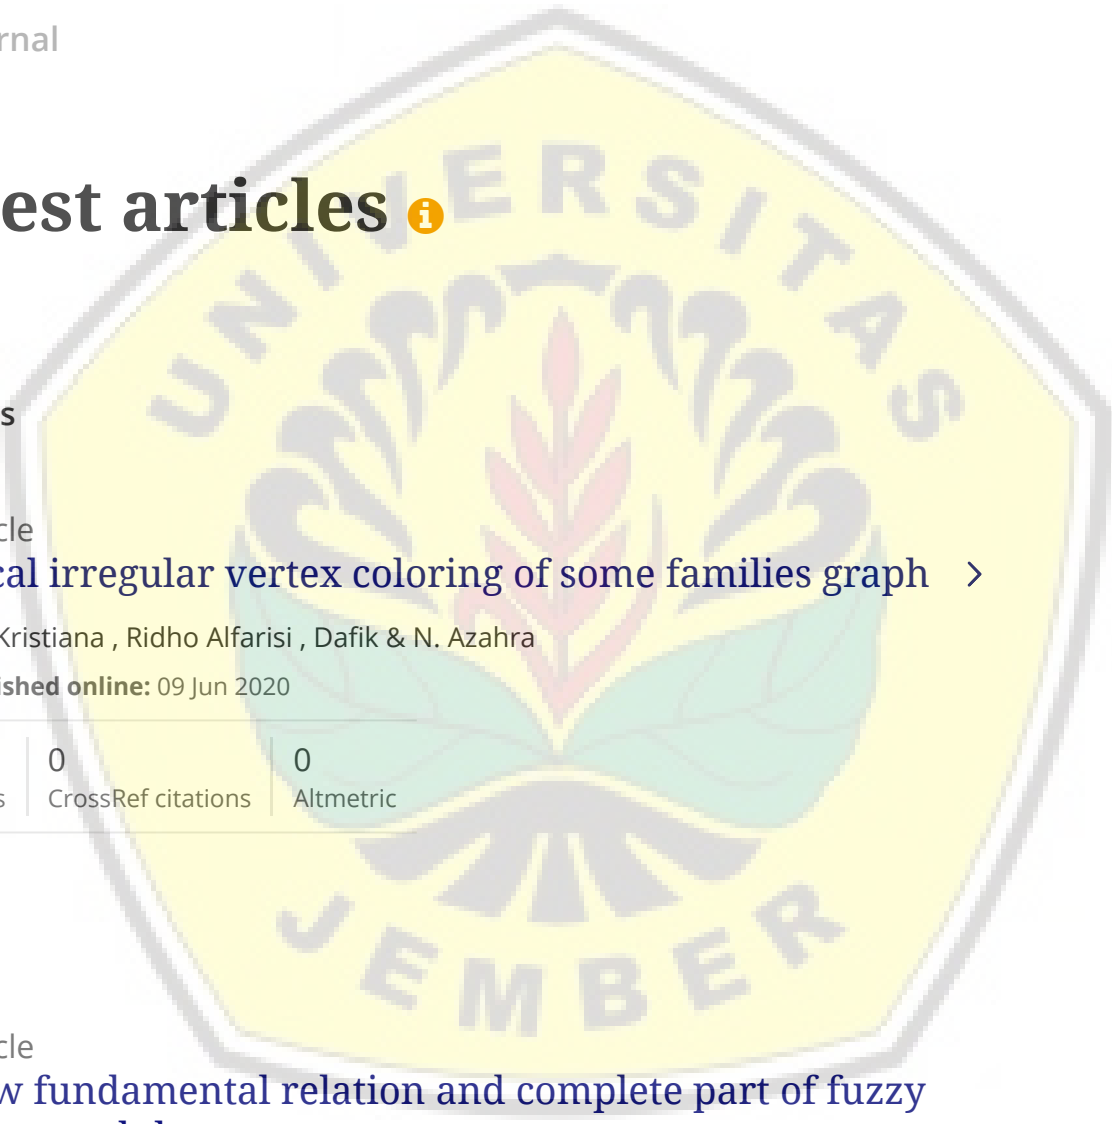 rnal
est articles
UNIVERSITAS
s
cle
cal irregular vertex coloring of some families graph
Kristiana , Ridho Alfarisi , Dafik & N. Azahra
ished online: 09 Jun 2020
0 0
s CrossRef citations Altmetric
JEMBER
cle
w fundamental relation and complete part of fuzzy